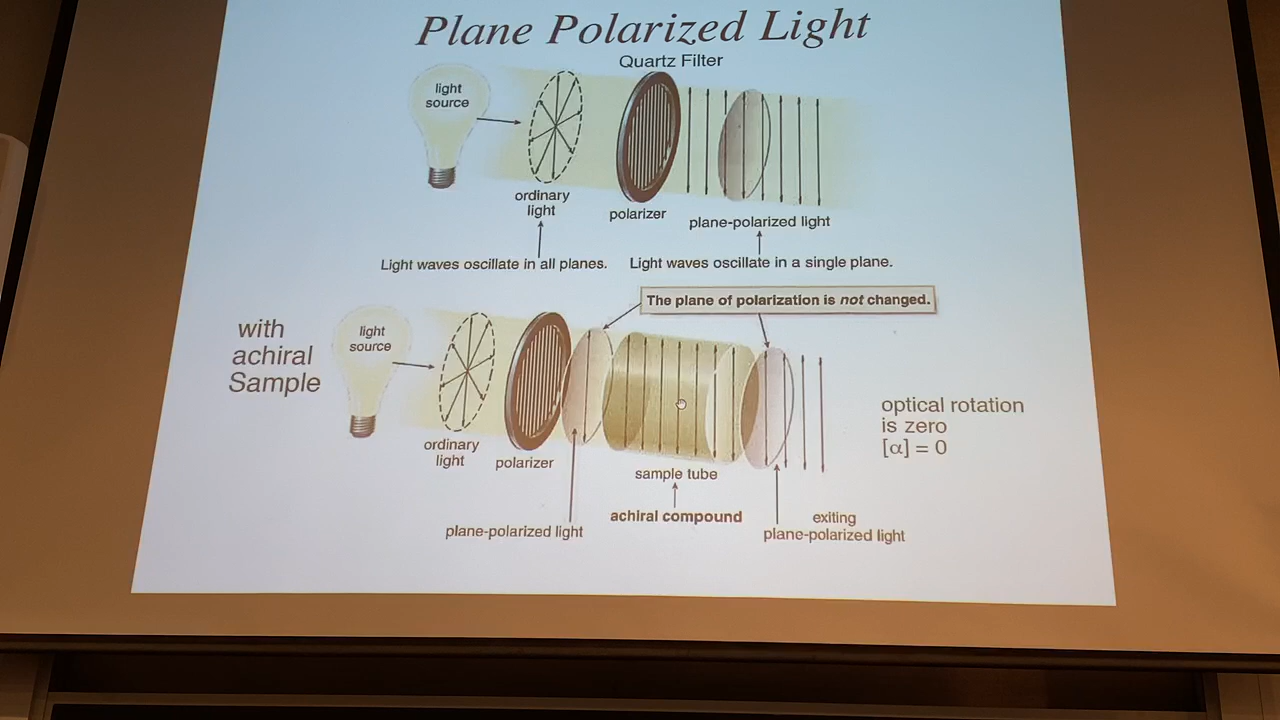 Plane Polarized Light
Quartz Filter
light
source
ordinary
light
polarizer
plane-polarized light
Light waves oscillate in all planes.
Light waves oscillate in a single plane.
The plane of polarization is not changed.
with
achiral
Sample
light
source
ordinary
light
polarizer
sample tube
plane-polarized light
achiral compound
exiting
plane-polarized light
optical rotation
is zero
[α] = 0